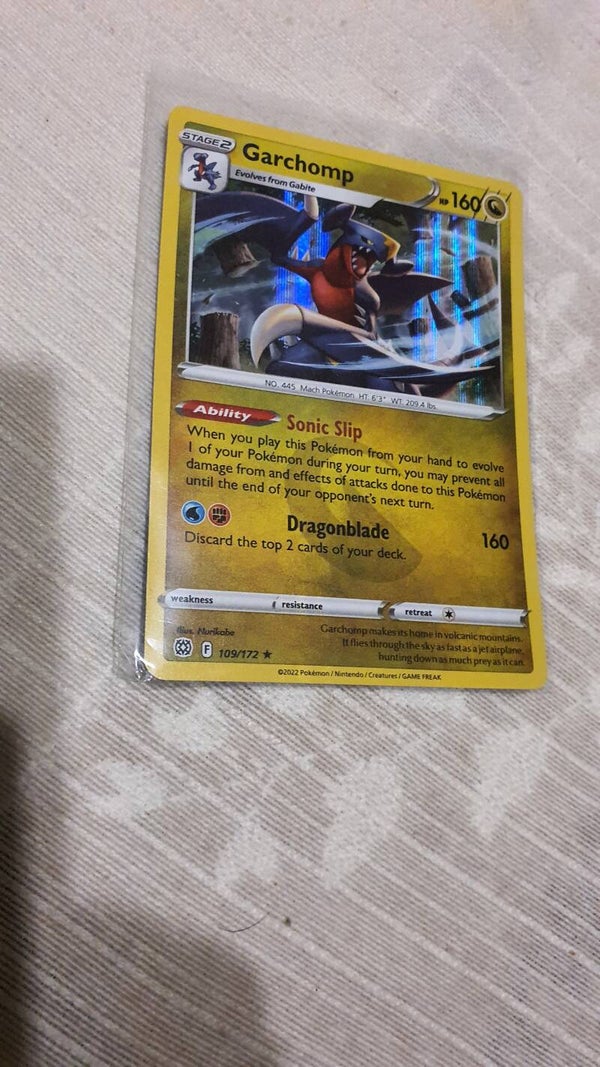 STAGE 2
Garchomp
HP 160
Evolves from Gabite
NO. 445 Mach Pokémon HT. 6'3" WT. 209.4 lbs.
Ability Sonic Slip
When you play this Pokémon from your hand to evolve
1 of your Pokémon during your turn, you may prevent all
damage from and effects of attacks done to this Pokémon
until the end of your opponent's next turn.
Dragonblade 160
Discard the top 2 cards of your deck.
weakness resistance retreat
Illus. Nurikabe
Garchomp makes its home in volcanic mountains.
It flies through the sky as fast as a jet airplane,
hunting down as much prey as it can.
F 109/172 ★
©2022 Pokémon / Nintendo / Creatures / GAME FREAK